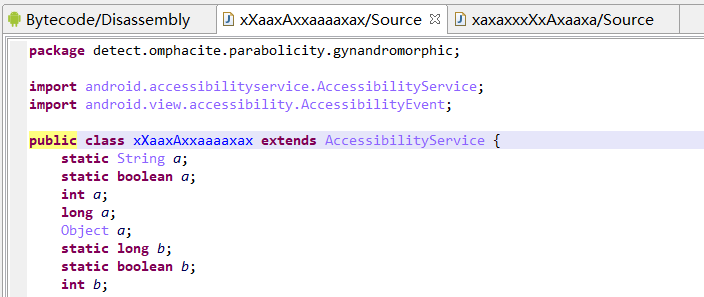 Bytecode/Disassembly xXaaxAxxaaaaxax/Source xaxaxxxXxAxaaxa/Source
package detect.omphacite.parabolicity.gynandromorphic;
import android.accessibilityservice.AccessibilityService;
import android.view.accessibility.AccessibilityEvent;
public class xXaaxAxxaaaaxax extends AccessibilityService {
static String a;
static boolean a;
int a;
long a;
Object a;
static long b;
static boolean b;
int b;